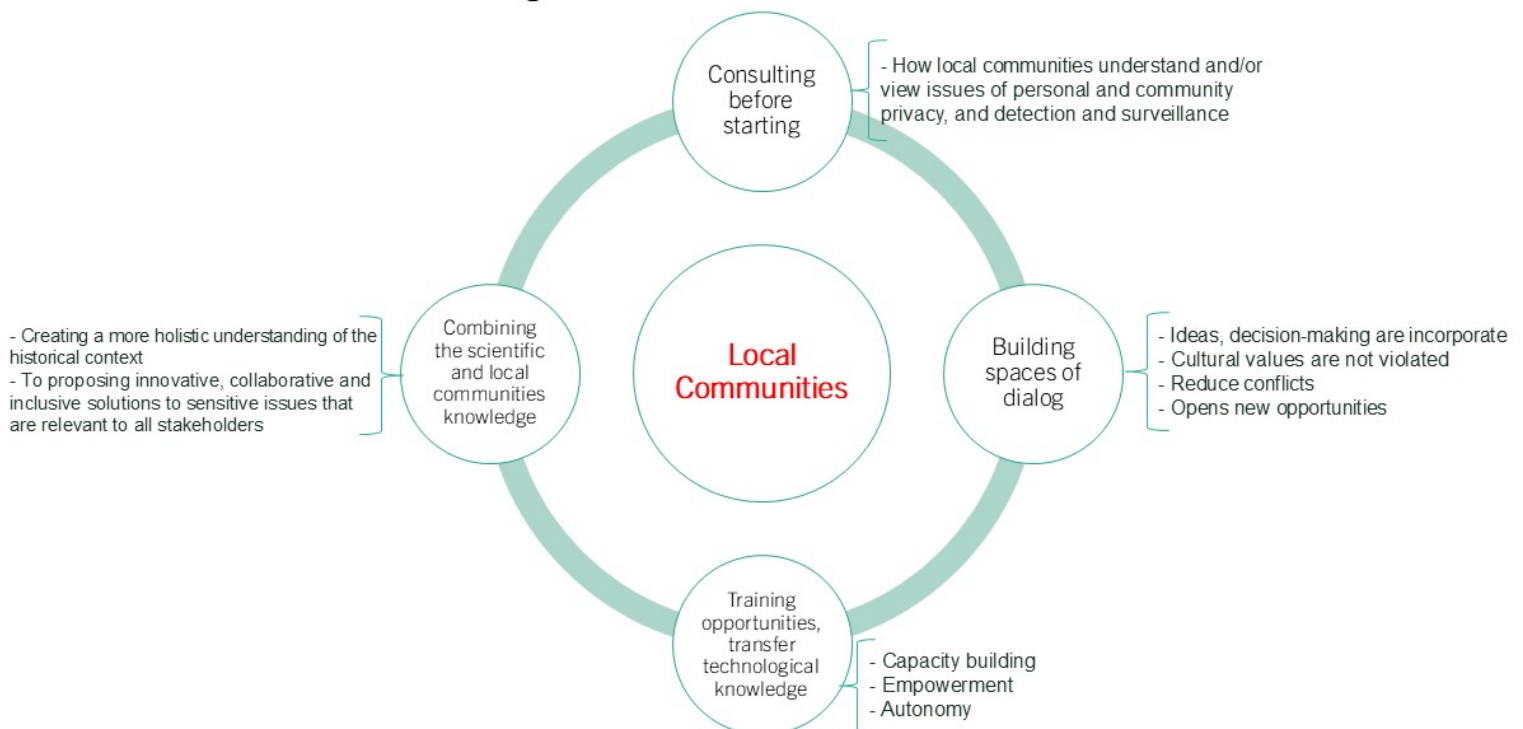 Consulting
before
starting
- How local communities understand and/or
view issues of personal and community
privacy, and detection and surveillance
Building
spaces of
dialog
- Ideas, decision-making are incorporate
- Cultural values are not violated
- Reduce conflicts
- Opens new opportunities
Training
opportunities,
transfer
technological
knowledge
- Capacity building
- Empowerment
- Autonomy
Combining
the scientific
and local
communities
knowledge
- Creating a more holistic understanding of the
historical context
- To proposing innovative, collaborative and
inclusive solutions to sensitive issues that
are relevant to all stakeholders
Local
Communities